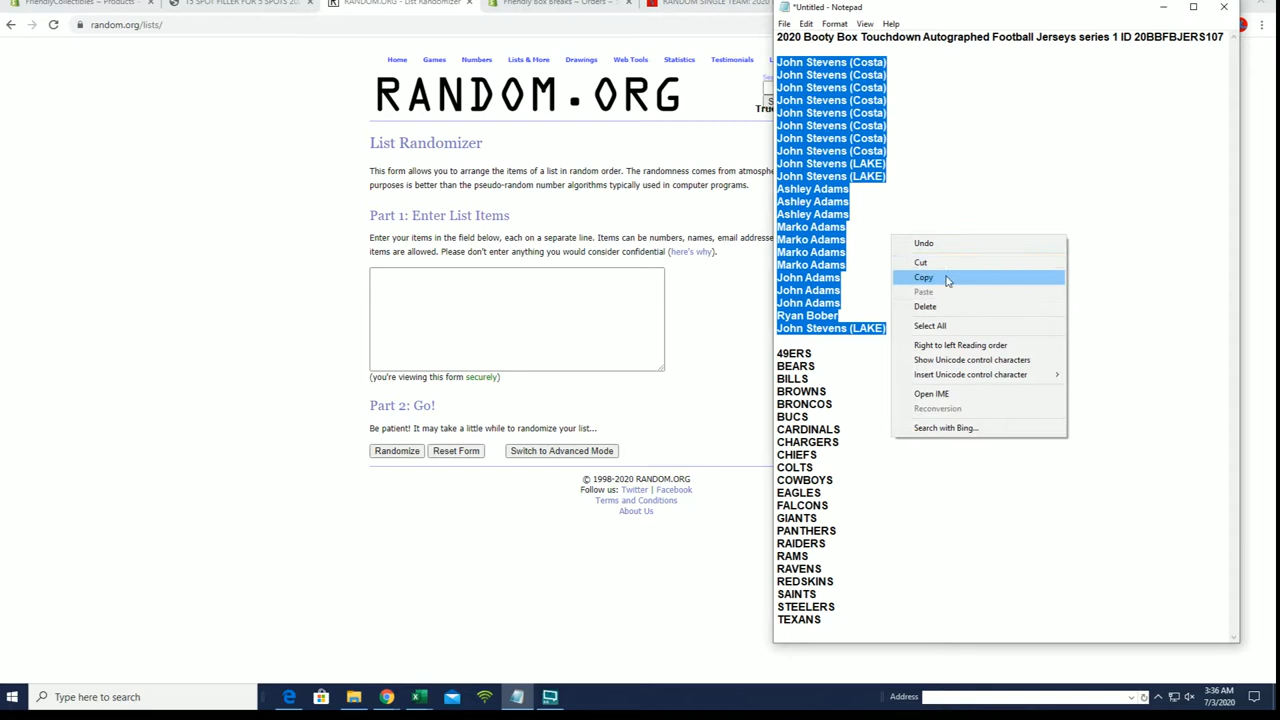 FriendlyCollectibles – Products
15 SPOT FILLER FOR 5 SPOTS 202
RANDOM.ORG - List Randomizer
Friendly Box Breaks – Orders
RANDOM SINGLE TEAM: 2020
random.org/lists/
Home Games Numbers Lists & More Drawings Web Tools Statistics Testimonials
RANDOM.ORG
List Randomizer
This form allows you to arrange the items of a list in random order. The randomness comes from atmosphe
purposes is better than the pseudo-random number algorithms typically used in computer programs.
Part 1: Enter List Items
Enter your items in the field below, each on a separate line. Items can be numbers, names, email addresse
items are allowed. Please don't enter anything you would consider confidential (here's why).
(you're viewing this form securely)
Part 2: Go!
Be patient! It may take a little while to randomize your list...
Randomize Reset Form Switch to Advanced Mode
© 1998-2020 RANDOM.ORG
Follow us: Twitter | Facebook
Terms and Conditions
About Us
*Untitled - Notepad
File Edit Format View Help
2020 Booty Box Touchdown Autographed Football Jerseys series 1 ID 20BBFBJERS107
John Stevens (Costa)
John Stevens (Costa)
John Stevens (Costa)
John Stevens (Costa)
John Stevens (Costa)
John Stevens (Costa)
John Stevens (Costa)
John Stevens (Costa)
John Stevens (LAKE)
John Stevens (LAKE)
Ashley Adams
Ashley Adams
Ashley Adams
Marko Adams
Marko Adams
Marko Adams
Marko Adams
John Adams
John Adams
John Adams
Ryan Bober
John Stevens (LAKE)
49ERS
BEARS
BILLS
BROWNS
BRONCOS
BUCS
CARDINALS
CHARGERS
CHIEFS
COLTS
COWBOYS
EAGLES
FALCONS
GIANTS
PANTHERS
RAIDERS
RAMS
RAVENS
REDSKINS
SAINTS
STEELERS
TEXANS
Undo
Cut
Copy
Paste
Delete
Select All
Right to left Reading order
Show Unicode control characters
Insert Unicode control character
Open IME
Reconversion
Search with Bing...
Type here to search
Address
3:36 AM
7/3/2020